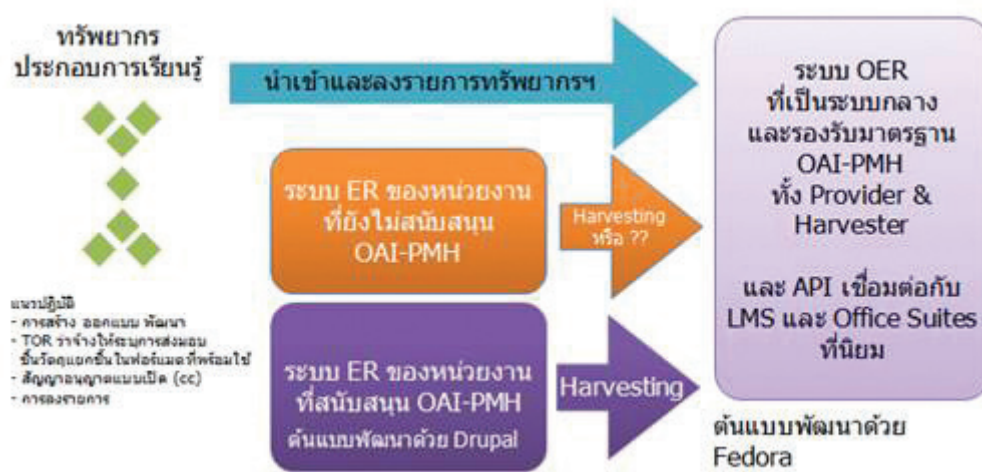 ทรัพยากร
ประกอบการเรียนรู้
นำเข้าและลงรายการทรัพยากรฯ
ระบบ ER ของหน่วยงาน
ที่ยังไม่สนับสนุน
OAI-PMH
Harvesting
หรือ ??
ระบบ ER ของหน่วยงาน
ที่สนับสนุน OAI-PMH
ต้นแบบพัฒนาด้วย Drupal
Harvesting
ระบบ OER
ที่เป็นระบบกลาง
และรองรับมาตรฐาน
OAI-PMH
ทั้ง Provider &
Harvester
และ API เชื่อมต่อกับ
LMS และ Office Suites
ที่นิยม
ต้นแบบพัฒนาด้วย
Fedora
แนวปฏิบัติ
- การสร้าง ออกแบบ พัฒนา
- TOR ว่าจ้างให้ระบุการส่งมอบ
ชิ้นวัตถุแยกชิ้นในฟอร์แมตที่พร้อมใช้
- สัญญาอนุญาตแบบเปิด (cc)
- การลงรายการ